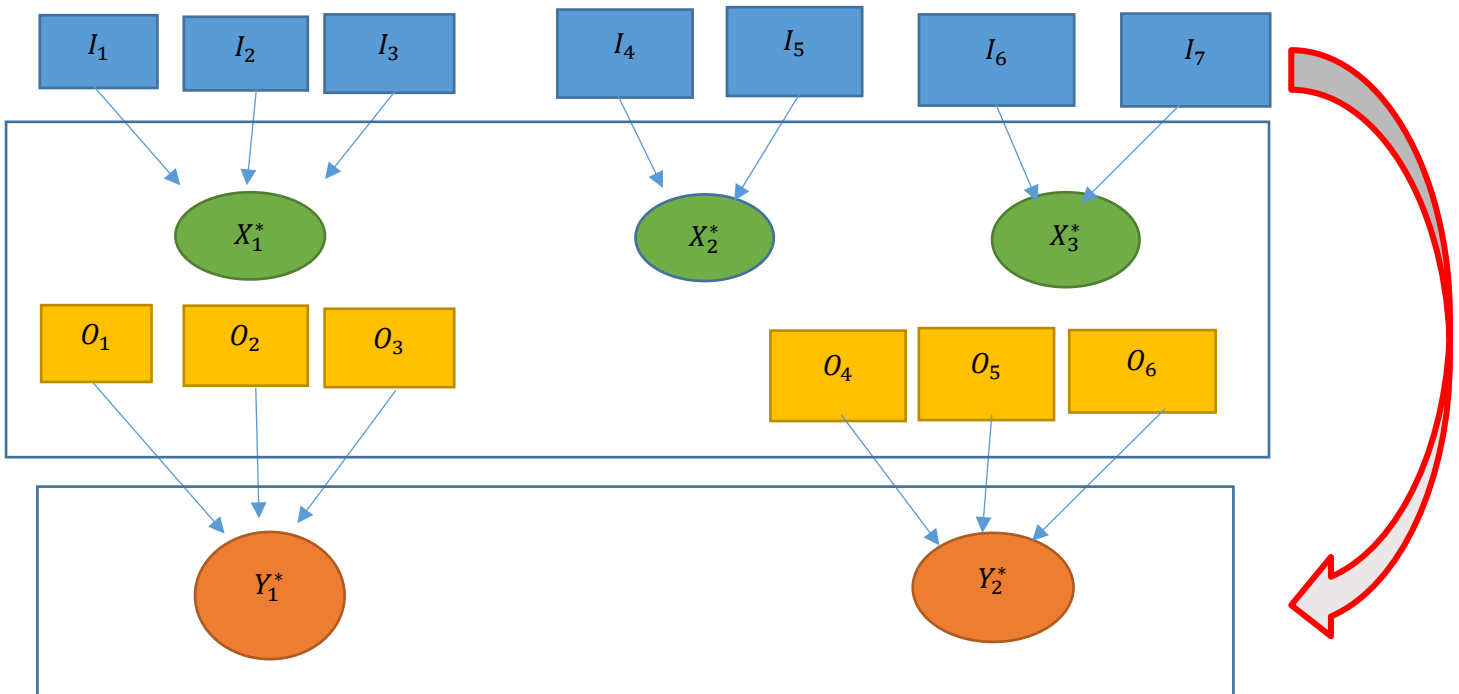 I₁ I₂ I₃ I₄ I₅ I₆ I₇
X₁* X₂* X₃*
O₁ O₂ O₃ O₄ O₅ O₆
Y₁* Y₂*